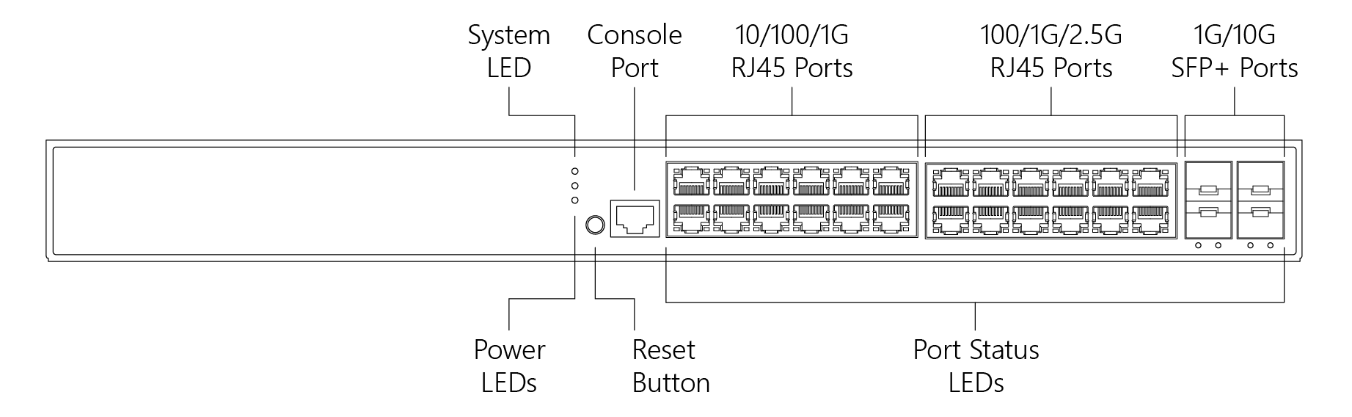 System
LED
Console
Port
10/100/1G
RJ45 Ports
100/1G/2.5G
RJ45 Ports
1G/10G
SFP+ Ports
Power
LEDs
Reset
Button
Port Status
LEDs